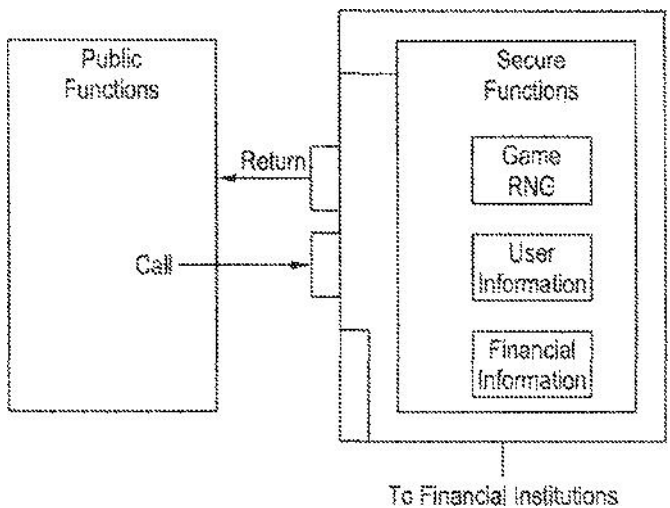 Public
Functions
Secure
Functions
Return
Game
RNG
Call
User
Information
Financial
Information
To Financial Institutions